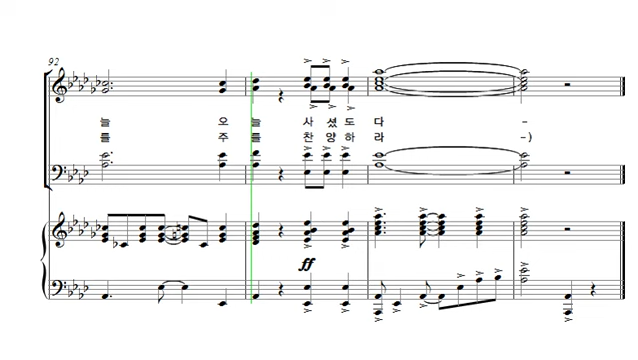 92
늘 오 늘 사 셨 도 다 -
를 주 를 찬 양 하 라 -)
ff